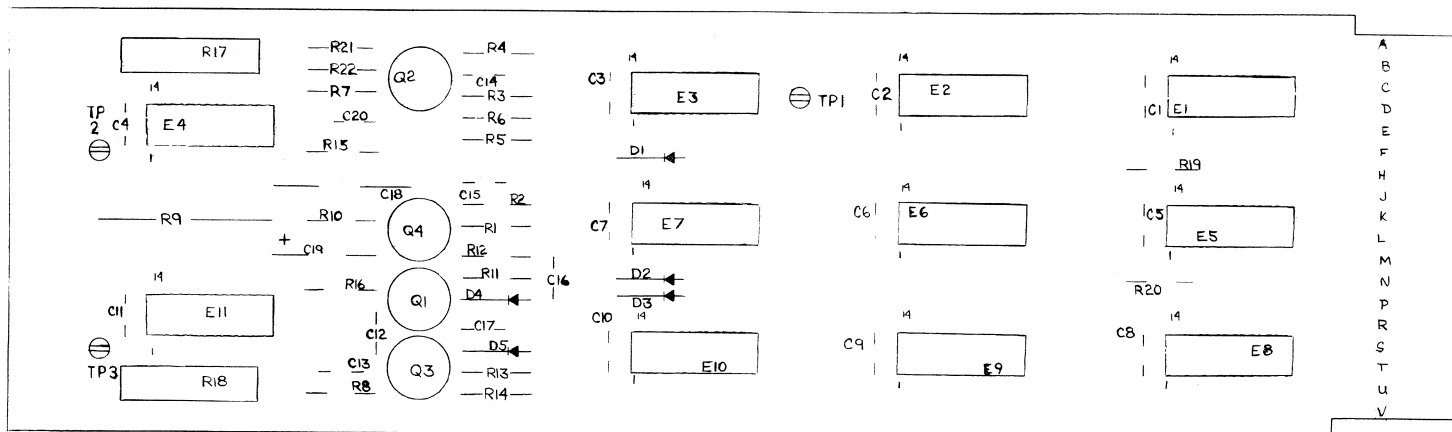 R17
R21
R22
R7
C20
R15
Q2
R4
C14
R3
R6
R5
14
TP
2
C4
E4
1
14
C3
E3
1
TP1
14
C2
E2
1
C1
E1
1
D1
R19
C18
C15
R2
R9
R10
Q4
R1
R12
+
C19
14
C7
E7
1
14
C6
E6
1
14
C5
E5
1
14
R16
Q1
R11
D4
C16
D2
D3
R20
C11
E11
1
C12
C17
D5
C10
14
E10
1
14
C9
E9
1
14
C8
E8
1
TP3
R18
C13
R8
Q3
R13
R14
A
B
C
D
E
F
H
J
K
L
M
N
P
R
S
T
U
V